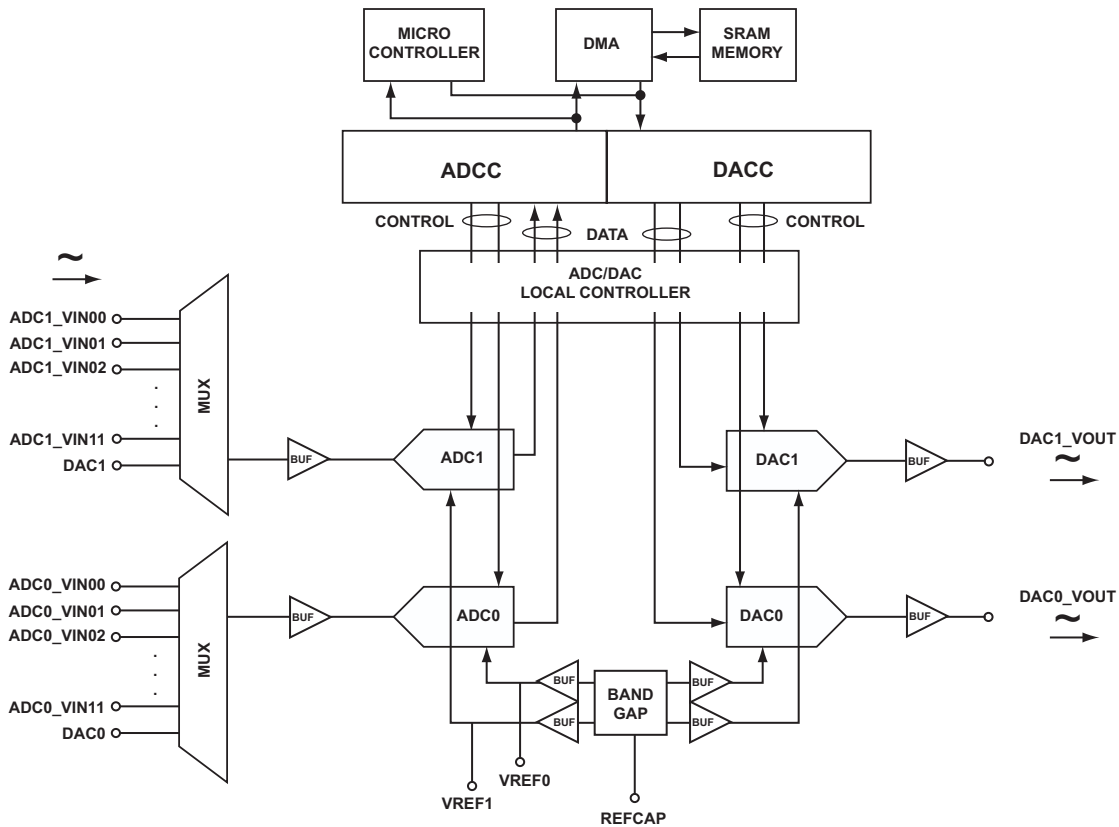 MICRO
CONTROLLER
DMA
SRAM
MEMORY
ADCC
DACC
CONTROL
DATA
CONTROL
ADC/DAC
LOCAL CONTROLLER
~
ADC1_VIN00
ADC1_VIN01
ADC1_VIN02
.
.
.
ADC1_VIN11
DAC1
MUX
BUF
ADC1
DAC1
BUF
DAC1_VOUT
~
ADC0_VIN00
ADC0_VIN01
ADC0_VIN02
.
.
.
ADC0_VIN11
DAC0
MUX
BUF
ADC0
DAC0
BUF
DAC0_VOUT
~
BUF
BUF
BAND
GAP
BUF
BUF
VREF0
VREF1
REFCAP